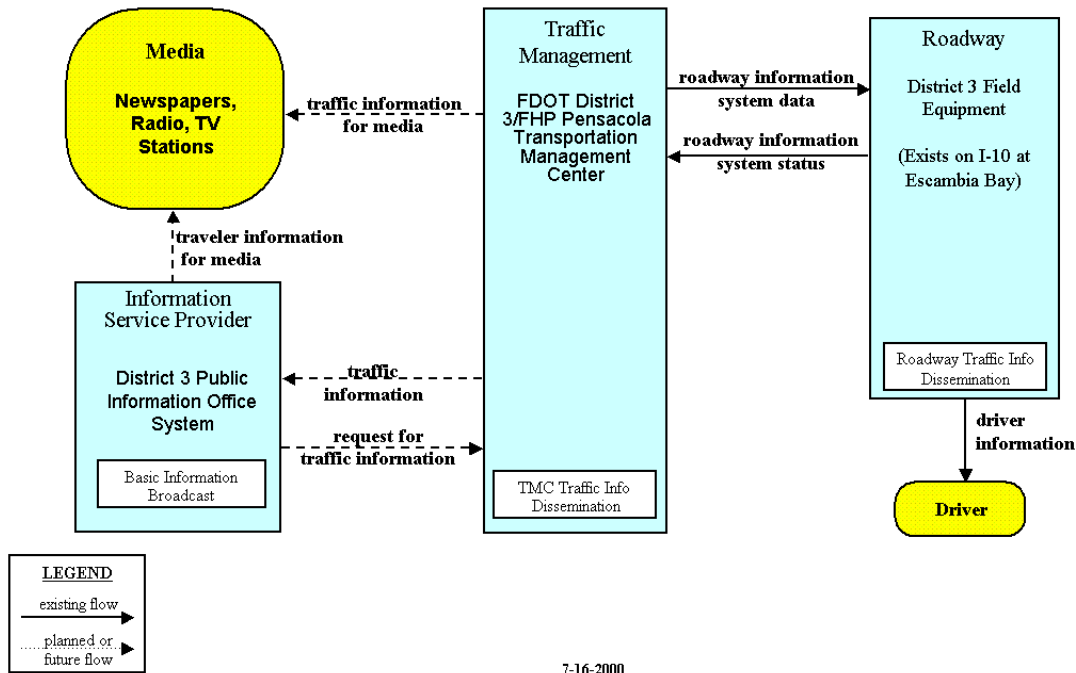 Media
Newspapers,
Radio, TV
Stations
traffic information
for media
Traffic
Management
FDOT District
3/FHP Pensacola
Transportation
Management
Center
roadway information
system data
roadway information
system status
Roadway
District 3 Field
Equipment
(Exists on I-10 at
Escambia Bay)
traveler information
for media
Information
Service Provider
District 3 Public
Information Office
System
Basic Information
Broadcast
traffic
information
request for
traffic information
TMC Traffic Info
Dissemination
Roadway Traffic Info
Dissemination
driver
information
Driver
LEGEND
existing flow
planned or
future flow
7-16-2000